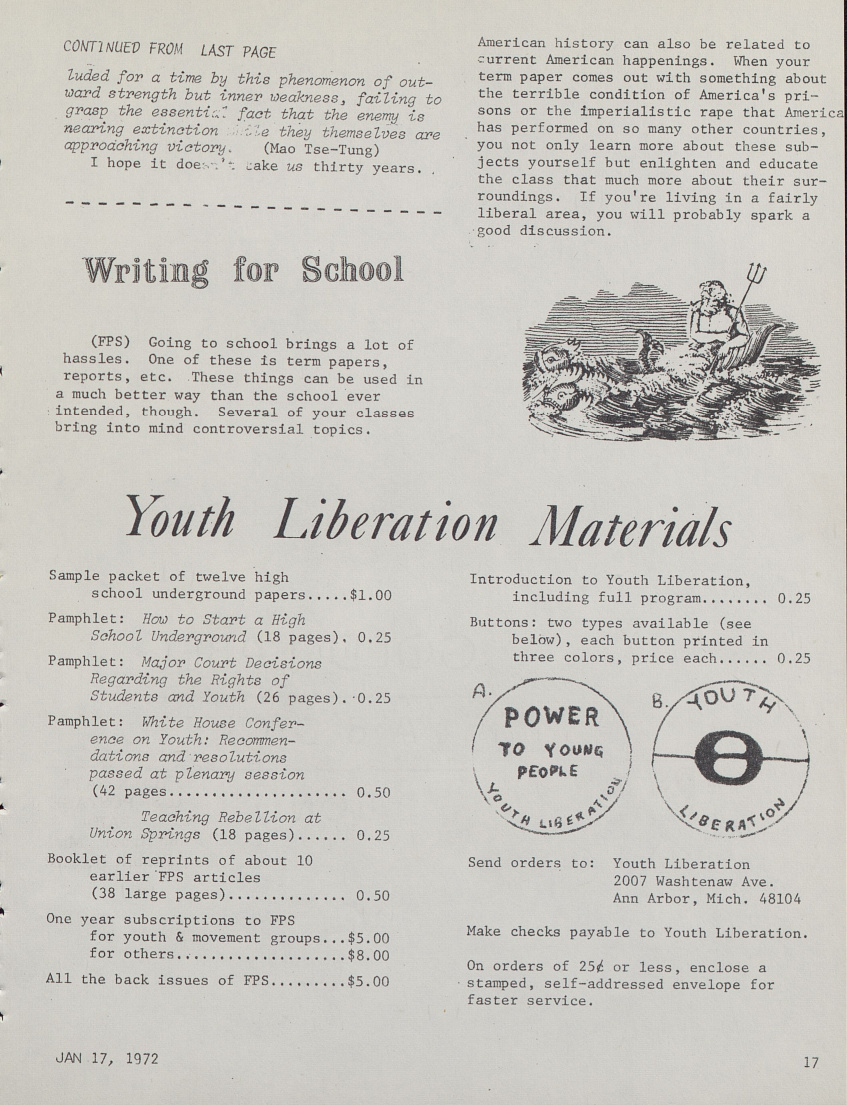 CONTINUED FROM LAST PAGE
luded for a time by this phenomenon of out-
ward strength but inner weakness, failing to
grasp the essential fact that the enemy is
nearing extinction while they themselves are
approaching victory. (Mao Tse-Tung)
I hope it doesn't take us thirty years.
Writing for School
(FPS) Going to school brings a lot of
hassles. One of these is term papers,
reports, etc. These things can be used in
a much better way than the school ever
intended, though. Several of your classes
bring into mind controversial topics.
American history can also be related to
current American happenings. When your
term paper comes out with something about
the terrible condition of America's pri-
sons or the imperialistic rape that America
has performed on so many other countries,
you not only learn more about these sub-
jects yourself but enlighten and educate
the class that much more about their sur-
roundings. If you're living in a fairly
liberal area, you will probably spark a
good discussion.
Youth Liberation Materials
Sample packet of twelve high
school underground papers.....$1.00
Pamphlet: How to Start a High
School Underground (18 pages). 0.25
Pamphlet: Major Court Decisions
Regarding the Rights of
Students and Youth (26 pages). 0.25
Pamphlet: White House Confer-
ence on Youth: Recommen-
dations and resolutions
passed at plenary session
(42 pages..................... 0.50
Teaching Rebellion at
Union Springs (18 pages)...... 0.25
Booklet of reprints of about 10
earlier FPS articles
(38 large pages).............. 0.50
One year subscriptions to FPS
for youth & movement groups...$5.00
for others....................$8.00
All the back issues of FPS.........$5.00
Introduction to Youth Liberation,
including full program........ 0.25
Buttons: two types available (see
below), each button printed in
three colors, price each...... 0.25
A.
POWER
TO YOUNG
PEOPLE
YOUTH LIBERATION
B.
YOUTH
LIBERATION
Send orders to: Youth Liberation
2007 Washtenaw Ave.
Ann Arbor, Mich. 48104
Make checks payable to Youth Liberation.
On orders of 25¢ or less, enclose a
stamped, self-addressed envelope for
faster service.
JAN 17, 1972
17